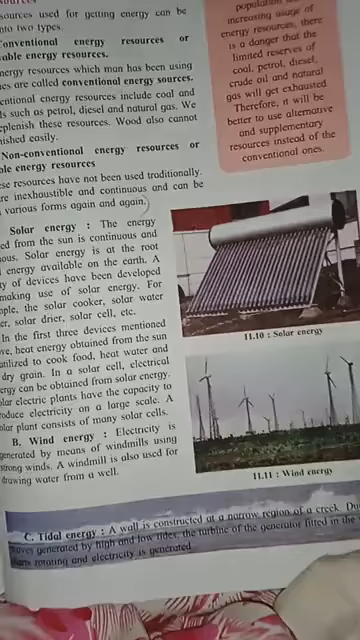 sources used for getting energy can be
into two types.
Conventional energy resources or
able energy resources.
energy resources which man has been using
es are called conventional energy sources.
entional energy resources include coal and
ls such as petrol, diesel and natural gas. We
eplenish these resources. Wood also cannot
nished easily.
Non-conventional energy resources or
ble energy resources
se resources have not been used traditionally.
re inexhaustible and continuous and can be
various forms again and again.
Solar energy : The energy
ed from the sun is continuous and
ous. Solar energy is at the root
energy available on the earth. A
ty of devices have been developed
making use of solar energy. For
ple, the solar cooker, solar water
er, solar drier, solar cell, etc.
In the first three devices mentioned
ve, heat energy obtained from the sun
utilized to cook food, heat water and
dry grain. In a solar cell, electrical
ergy can be obtained from solar energy.
olar electric plants have the capacity to
roduce electricity on a large scale. A
olar plant consists of many solar cells.
B. Wind energy : Electricity is
generated by means of windmills using
strong winds. A windmill is also used for
drawing water from a well.
population
increasing usage of
energy resources, there
is a danger that the
limited reserves of
coal, petrol, diesel,
crude oil and natural
gas will get exhausted.
Therefore, it will be
better to use alternative
and supplementary
resources instead of the
conventional ones.
11.10 : Solar energy
11.11 : Wind energy
C. Tidal energy : A wall is constructed at a narrow region of a creek. Du
waves generated by high and low tides, the turbine of the generator fitted in the
starts rotating and electricity is generated